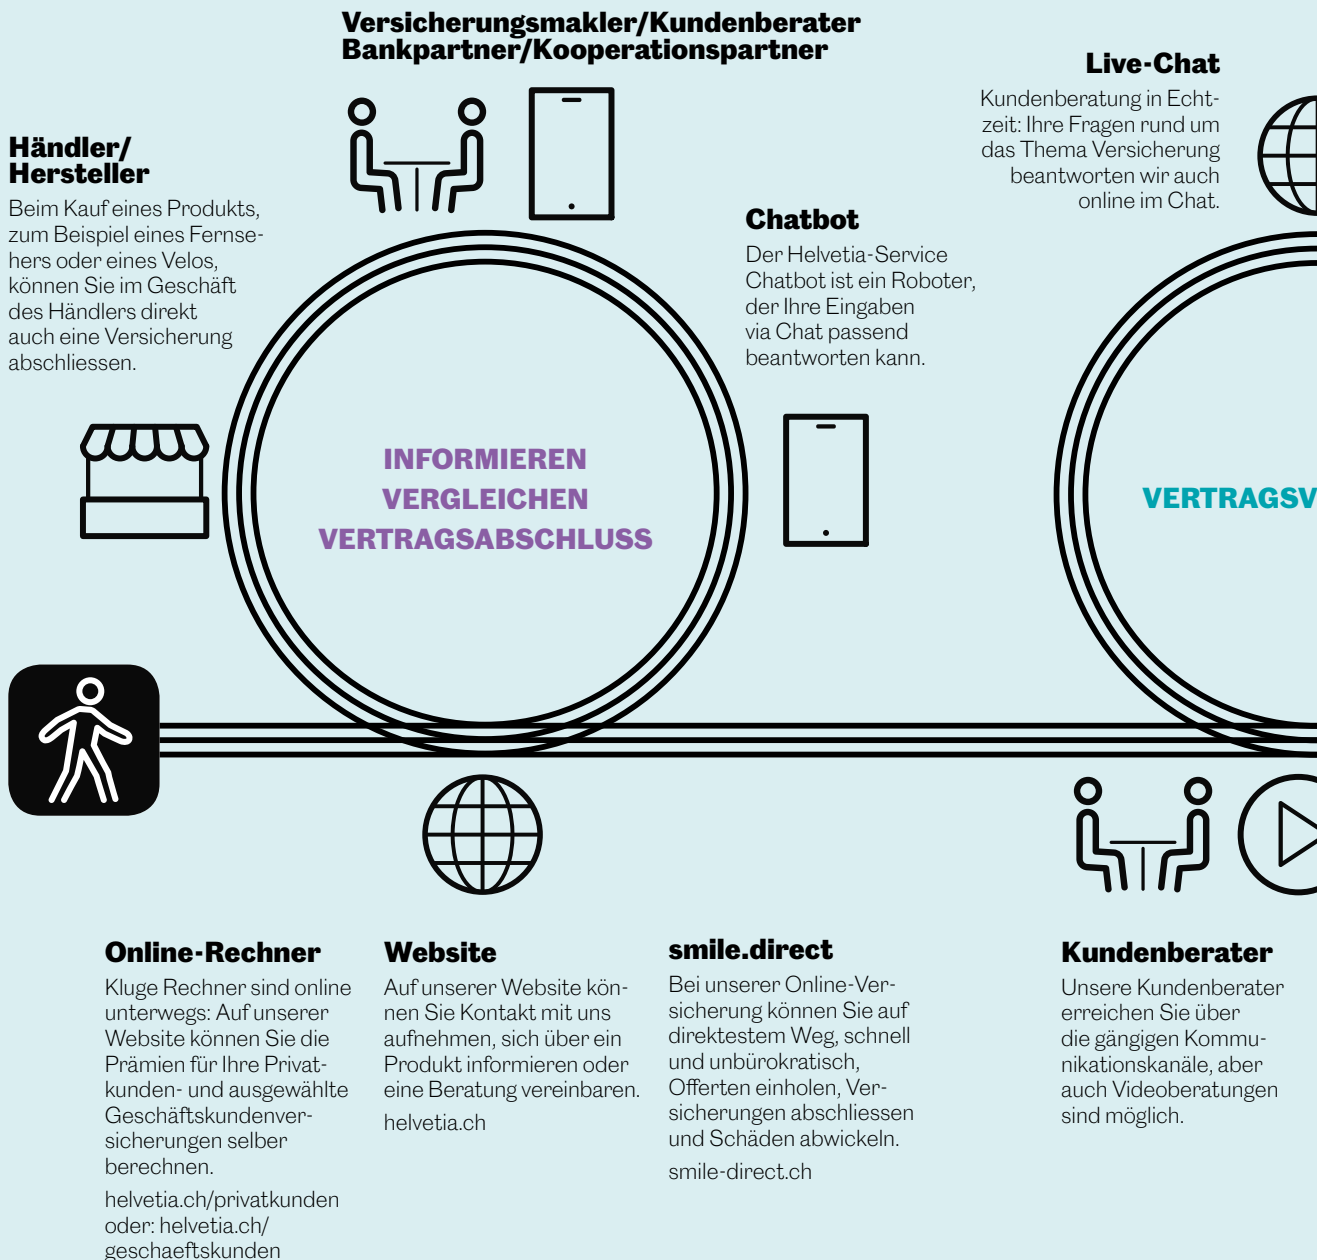 Versicherungsmakler/Kundenberater
Bankpartner/Kooperationspartner
Händler/
Hersteller
Beim Kauf eines Produkts,
zum Beispiel eines Fernse-
hers oder eines Velos,
können Sie im Geschäft
des Händlers direkt
auch eine Versicherung
abschliessen.
Chatbot
Der Helvetia-Service
Chatbot ist ein Roboter,
der Ihre Eingaben
via Chat passend
beantworten kann.
Live-Chat
Kundenberatung in Echt-
zeit: Ihre Fragen rund um
das Thema Versicherung
beantworten wir auch
online im Chat.
INFORMIEREN
VERGLEICHEN
VERTRAGSABSCHLUSS
VERTRAGSV
Online-Rechner
Kluge Rechner sind online
unterwegs: Auf unserer
Website können Sie die
Prämien für Ihre Privat-
kunden- und ausgewählte
Geschäftskundenver-
sicherungen selber
berechnen.
helvetia.ch/privatkunden
oder: helvetia.ch/
geschaeftskunden
Website
Auf unserer Website kön-
nen Sie Kontakt mit uns
aufnehmen, sich über ein
Produkt informieren oder
eine Beratung vereinbaren.
helvetia.ch
smile.direct
Bei unserer Online-Ver-
sicherung können Sie auf
direktestem Weg, schnell
und unbürokratisch,
Offerten einholen, Ver-
sicherungen abschliessen
und Schäden abwickeln.
smile-direct.ch
Kundenberater
Unsere Kundenberater
erreichen Sie über
die gängigen Kommu-
nikationskanäle, aber
auch Videoberatungen
sind möglich.